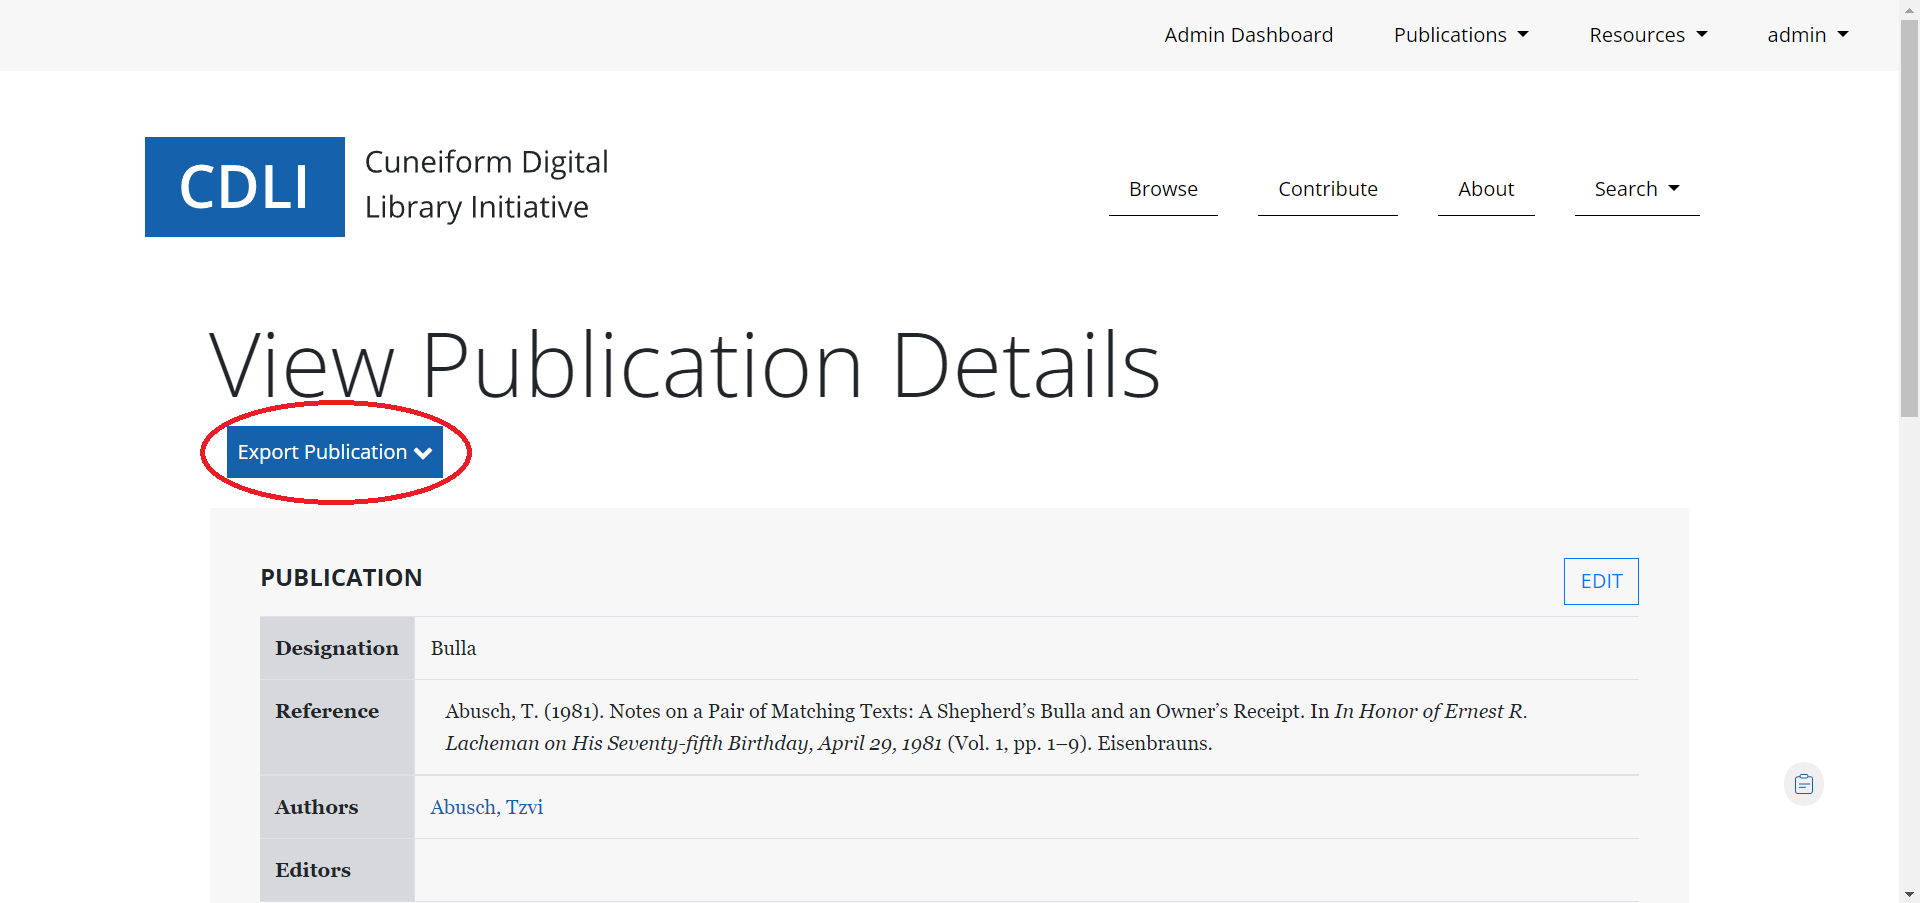 Admin Dashboard Publications Resources admin
CDLI
Cuneiform Digital
Library Initiative
Browse Contribute About Search
View Publication Details
Export Publication
PUBLICATION
EDIT
Designation Bulla
Reference Abusch, T. (1981). Notes on a Pair of Matching Texts: A Shepherd’s Bulla and an Owner’s Receipt. In In Honor of Ernest R.
Lacheman on His Seventy-fifth Birthday, April 29, 1981 (Vol. 1, pp. 1–9). Eisenbrauns.
Authors Abusch, Tzvi
Editors